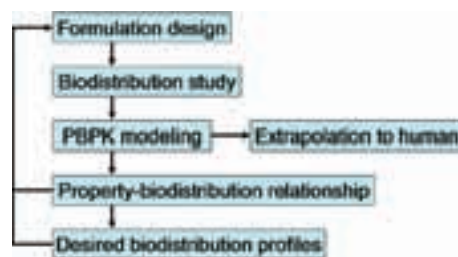 Formulation design
Biodistribution study
PBPK modeling
Extrapolation to human
Property-biodistribution relationship
Desired biodistribution profiles